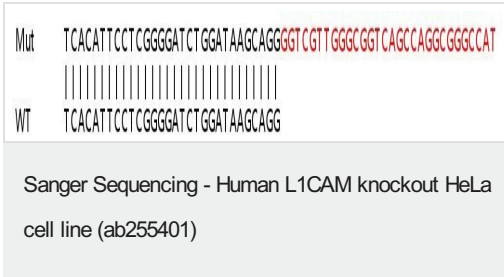 Mut TCACATTCCTCGGGGATCTGGATAAGCAGGGGTCGTTGGGCGGTCAGCCAGGCGGGCCAT
||||||||||||||||||||||||||||||
WT TCACATTCCTCGGGGATCTGGATAAGCAGG
Sanger Sequencing - Human L1CAM knockout HeLa
cell line (ab255401)